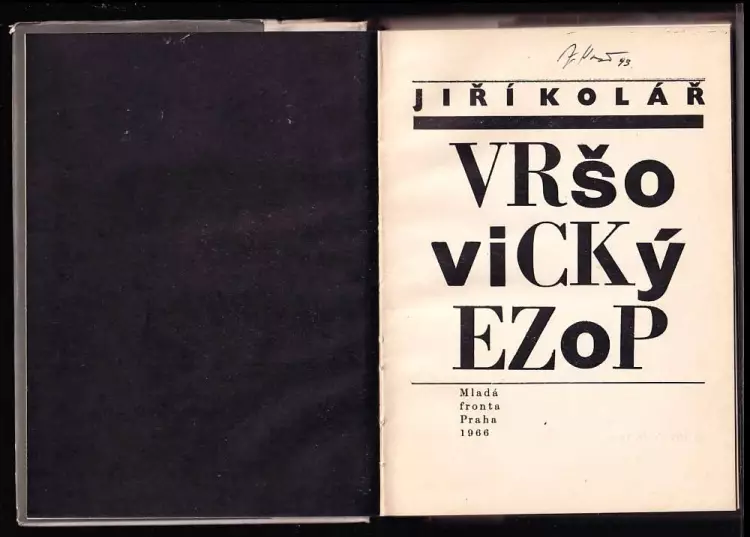 JIŘÍ KOLÁŘ
VRšo
viCKý
EZoP
Mladá
fronta
Praha
1966